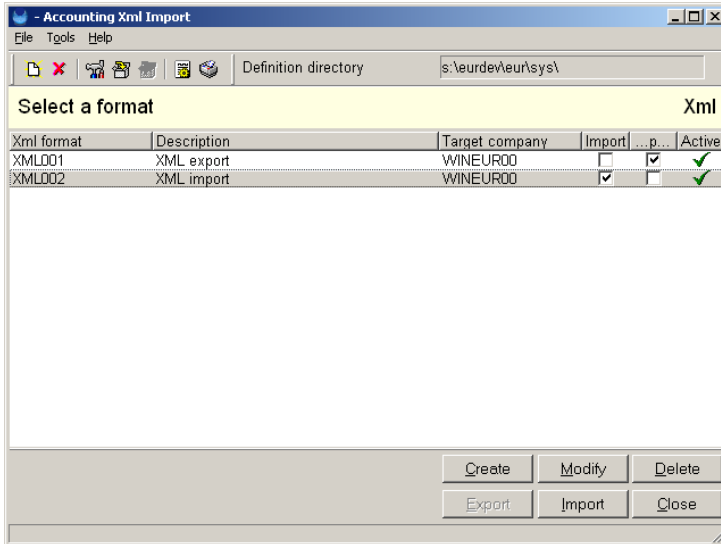 - Accounting Xml Import
File Tools Help
Definition directory s:\eurdev\eur\sys\
Select a format Xml
Xml format Description Target company Import ...p... Active
XML001 XML export WINEUR00
XML002 XML import WINEUR00
Create Modify Delete
Export Import Close